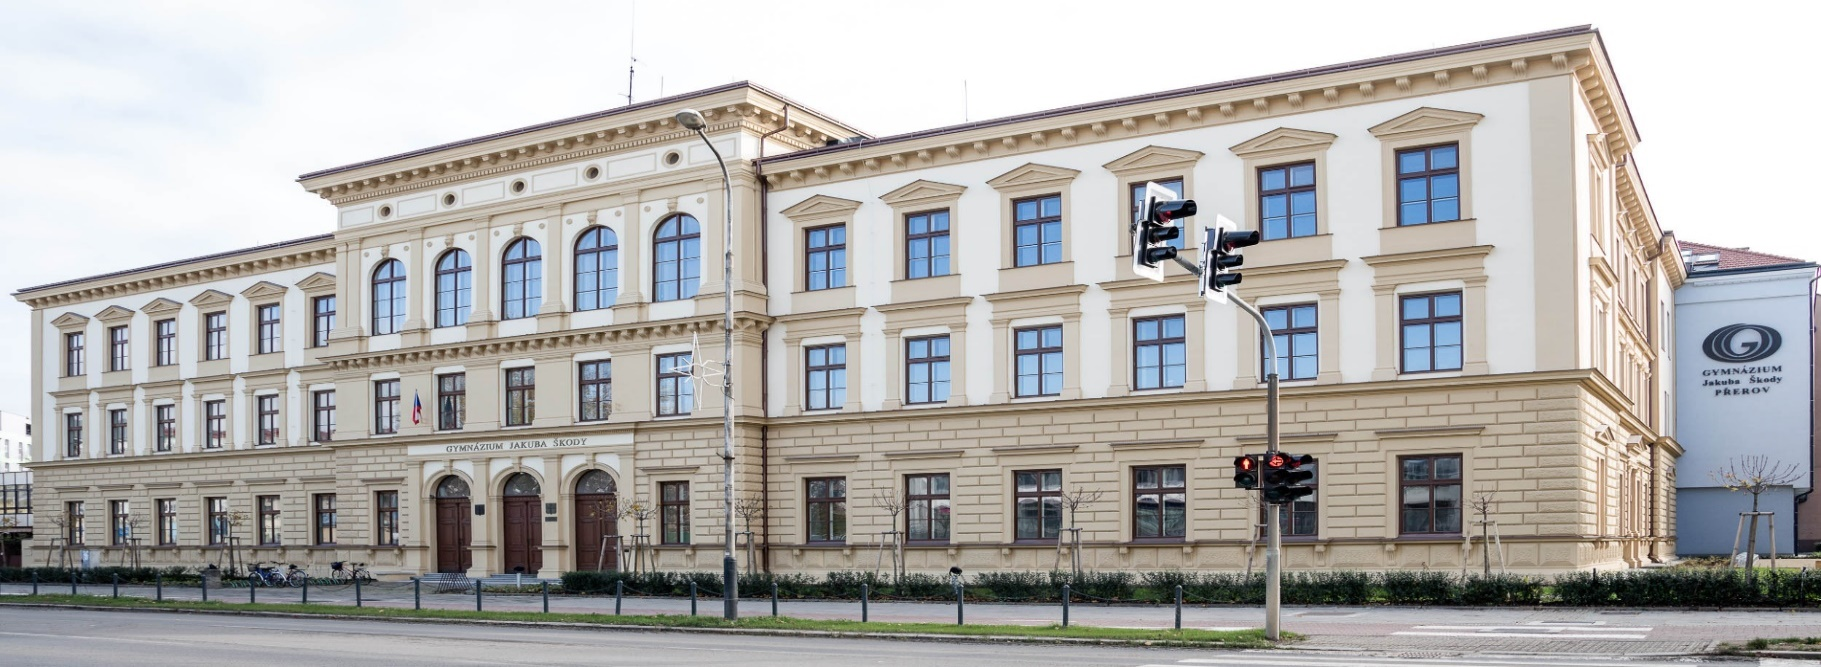 GYMNÁZIUM JAKUBA ŠKODY
G
GYMNÁZIUM
Jakuba Škody
PŘEROV